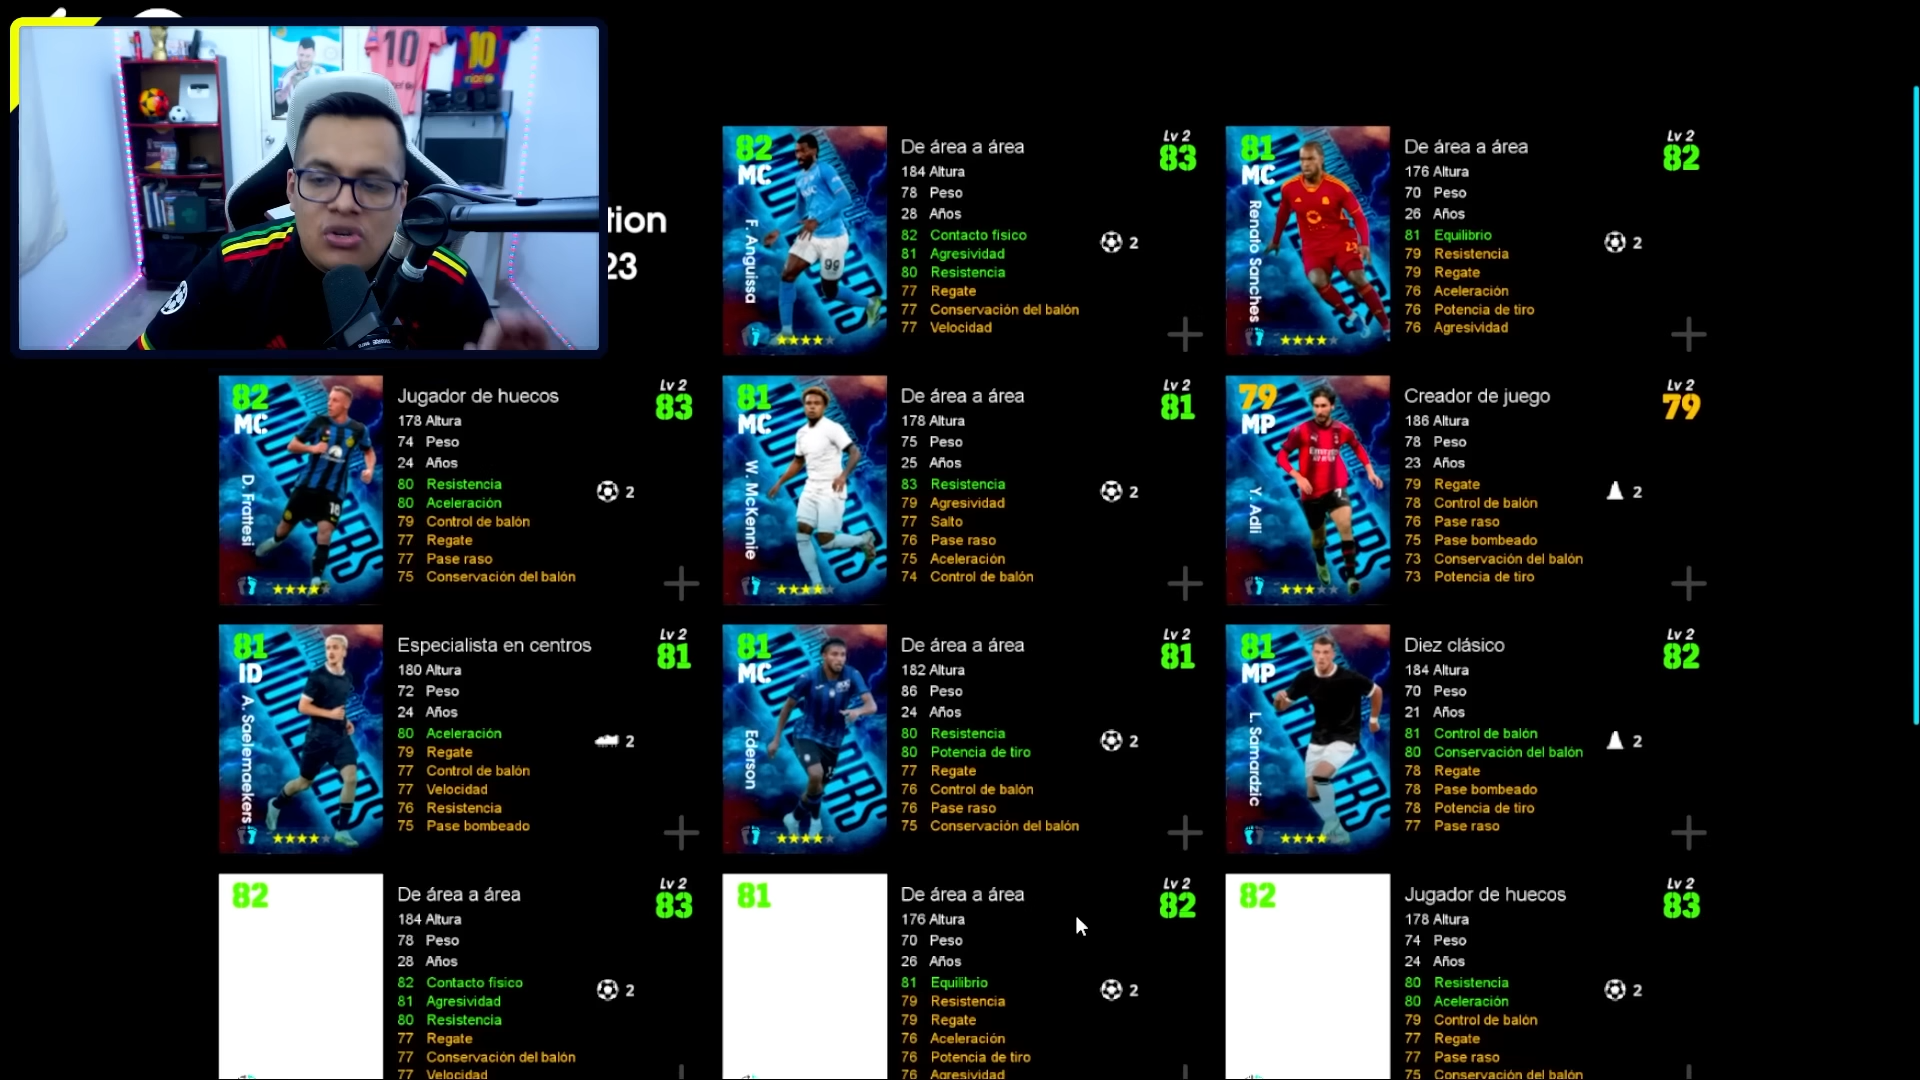 tion
23
10
10
82
MC
F. Anguissa
De área a área
184 Altura
78 Peso
28 Años
82 Contacto físico
81 Agresividad
80 Resistencia
77 Regate
77 Conservación del balón
77 Velocidad
Lv 2
83
2
81
MC
Renato Sanches
De área a área
176 Altura
70 Peso
26 Años
81 Equilibrio
79 Resistencia
79 Regate
76 Aceleración
76 Potencia de tiro
76 Agresividad
Lv 2
82
2
82
MC
D. Frattesi
Jugador de huecos
178 Altura
74 Peso
24 Años
80 Resistencia
80 Aceleración
79 Control de balón
77 Regate
77 Pase raso
75 Conservación del balón
Lv 2
83
2
81
MC
W. McKennie
De área a área
178 Altura
75 Peso
25 Años
83 Resistencia
79 Agresividad
77 Salto
76 Pase raso
75 Aceleración
74 Control de balón
Lv 2
81
2
79
MP
Y. Adli
Creador de juego
186 Altura
78 Peso
23 Años
79 Regate
78 Control de balón
76 Pase raso
75 Pase bombeado
73 Conservación del balón
73 Potencia de tiro
Lv 2
79
2
81
ID
A. Saelemaekers
Especialista en centros
180 Altura
72 Peso
24 Años
80 Aceleración
79 Regate
77 Control de balón
77 Velocidad
76 Resistencia
75 Pase bombeado
Lv 2
81
2
81
MC
Ederson
De área a área
182 Altura
86 Peso
24 Años
80 Resistencia
80 Potencia de tiro
77 Regate
76 Control de balón
76 Pase raso
75 Conservación del balón
Lv 2
81
2
81
MP
L. Samardzic
Diez clásico
184 Altura
70 Peso
21 Años
81 Control de balón
80 Conservación del balón
78 Regate
78 Pase bombeado
78 Potencia de tiro
77 Pase raso
Lv 2
82
2
82
De área a área
184 Altura
78 Peso
28 Años
82 Contacto físico
81 Agresividad
80 Resistencia
77 Regate
77 Conservación del balón
77 Velocidad
Lv 2
83
2
81
De área a área
176 Altura
70 Peso
26 Años
81 Equilibrio
79 Resistencia
79 Regate
76 Aceleración
76 Potencia de tiro
76 Agresividad
Lv 2
82
2
82
Jugador de huecos
178 Altura
74 Peso
24 Años
80 Resistencia
80 Aceleración
79 Control de balón
77 Regate
77 Pase raso
75 Conservación del balón
Lv 2
83
2